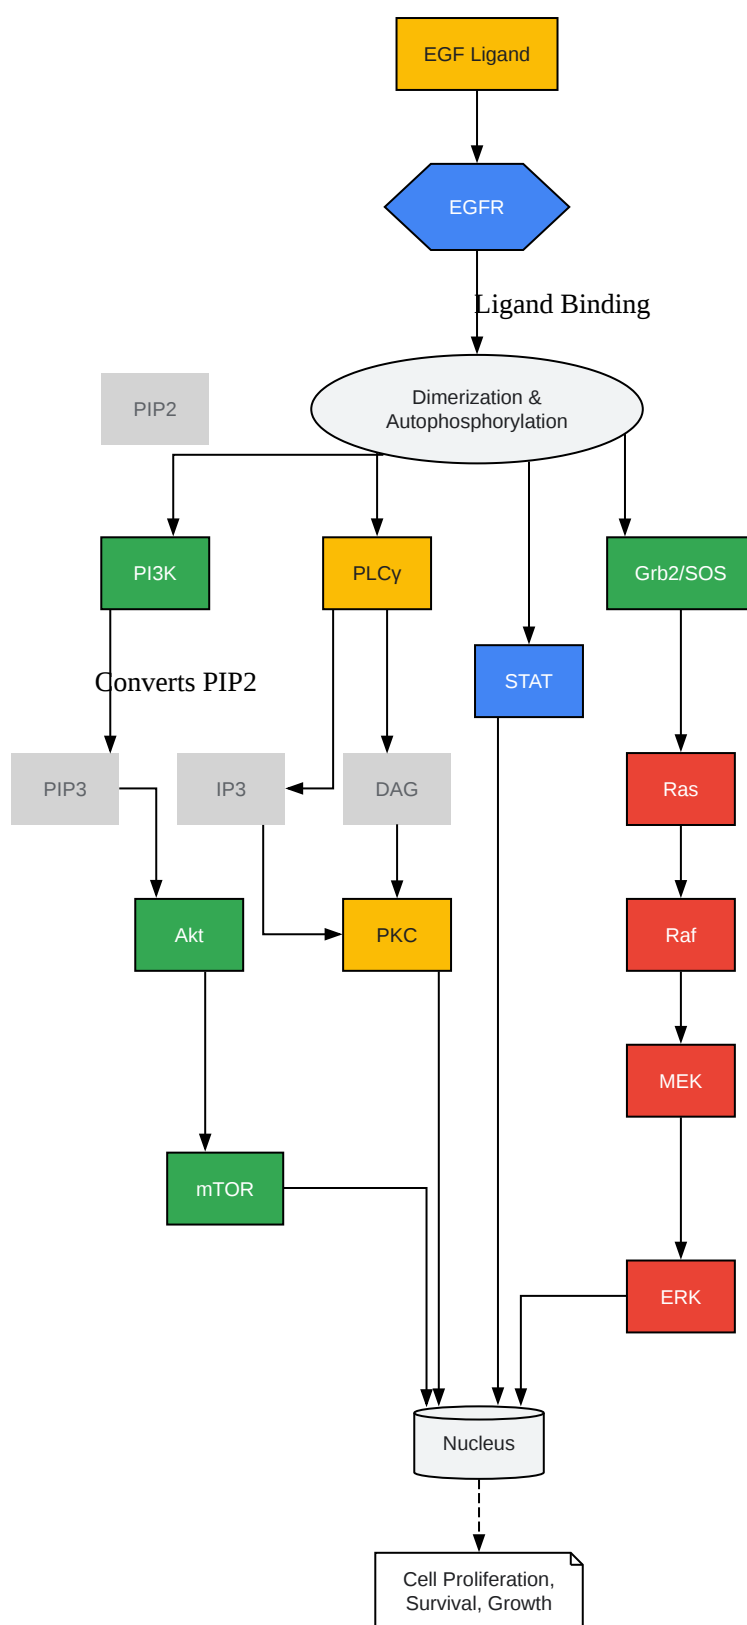 EGF Ligand
EGFR
Ligand Binding
Dimerization &
Autophosphorylation
PIP2
PI3K
PLCγ
Grb2/SOS
STAT
Converts PIP2
PIP3
IP3
DAG
Ras
Akt
PKC
Raf
MEK
mTOR
ERK
Nucleus
Cell Proliferation,
Survival, Growth